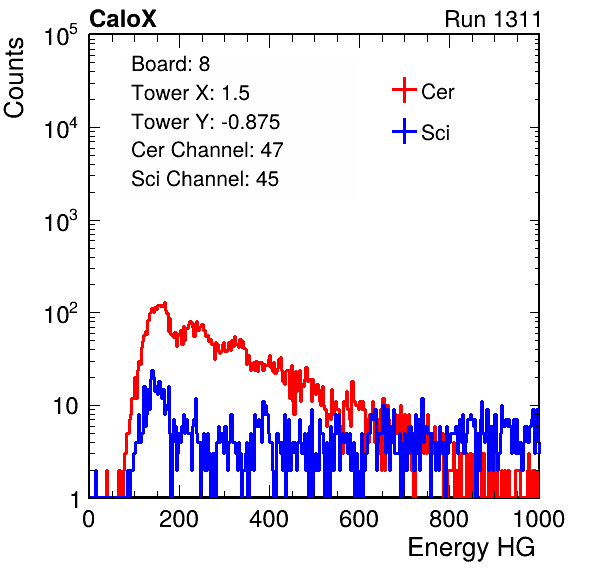 CaloX Run 1311
Board: 8
Tower X: 1.5
Tower Y: -0.875
Cer Channel: 47
Sci Channel: 45
Cer
Sci
Counts
10^5
10^4
10^3
10^2
10
1
0 200 400 600 800 1000
Energy HG